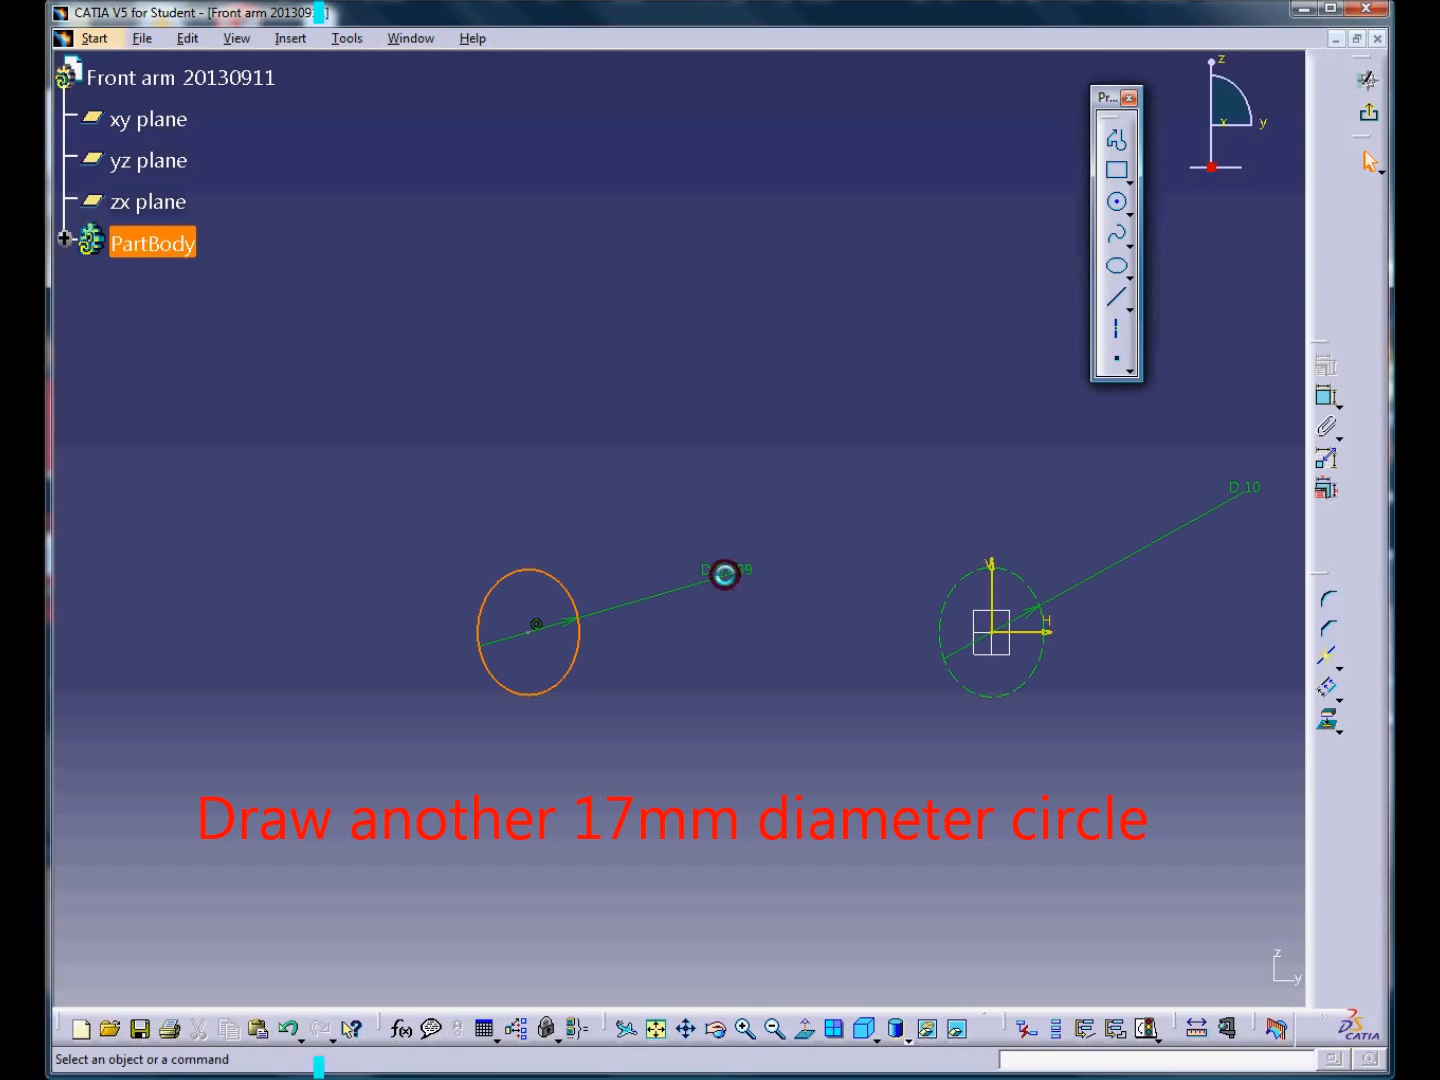 CATIA V5 for Student - [Front arm 201309
Start File Edit View Insert Tools Window Help
Front arm 20130911
xy plane
yz plane
zx plane
PartBody
Pr...
z
y
x
D 10
D
9
V
H
Draw another 17mm diameter circle
z
y
f(x)
CATIA
Select an object or a command